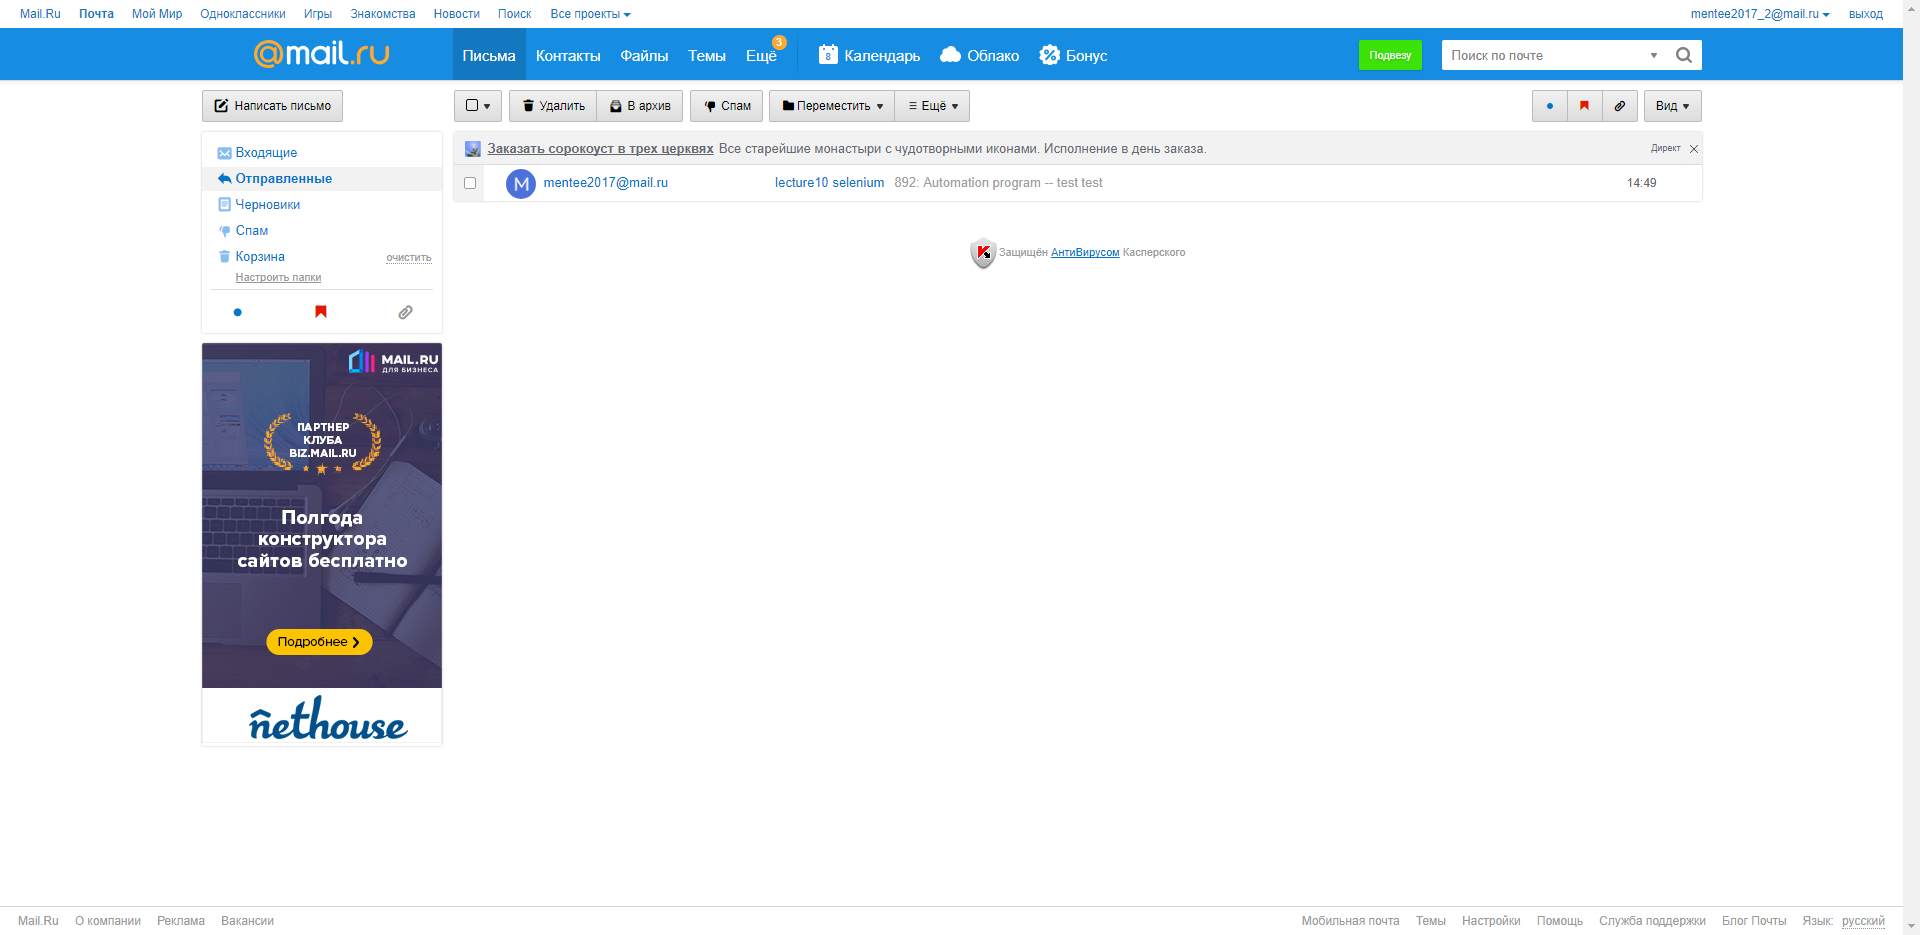 Mail.Ru Почта Мой Мир Одноклассники Игры Знакомства Новости Поиск Все проекты mentee2017_2@mail.ru выход
@mail.ru Письма Контакты Файлы Темы Ещё 3 8 Календарь Облако Бонус Подвезу Поиск по почте
Написать письмо Удалить В архив Спам Переместить Ещё Вид
Заказать сорокоуст в трех церквях Все старейшие монастыри с чудотворными иконами. Исполнение в день заказа. Директ
M mentee2017@mail.ru lecture10 selenium 892: Automation program -- test test 14:49
Защищён АнтиВирусом Касперского
Входящие
Отправленные
Черновики
Спам
Корзина очистить
Настроить папки
MAIL.RU
ДЛЯ БИЗНЕСА
ПАРТНЕР
КЛУБА
BIZ.MAIL.RU
Полгода
конструктора
сайтов бесплатно
Подробнее
nethouse
Mail.Ru О компании Реклама Вакансии Мобильная почта Темы Настройки Помощь Служба поддержки Блог Почты Язык: русский